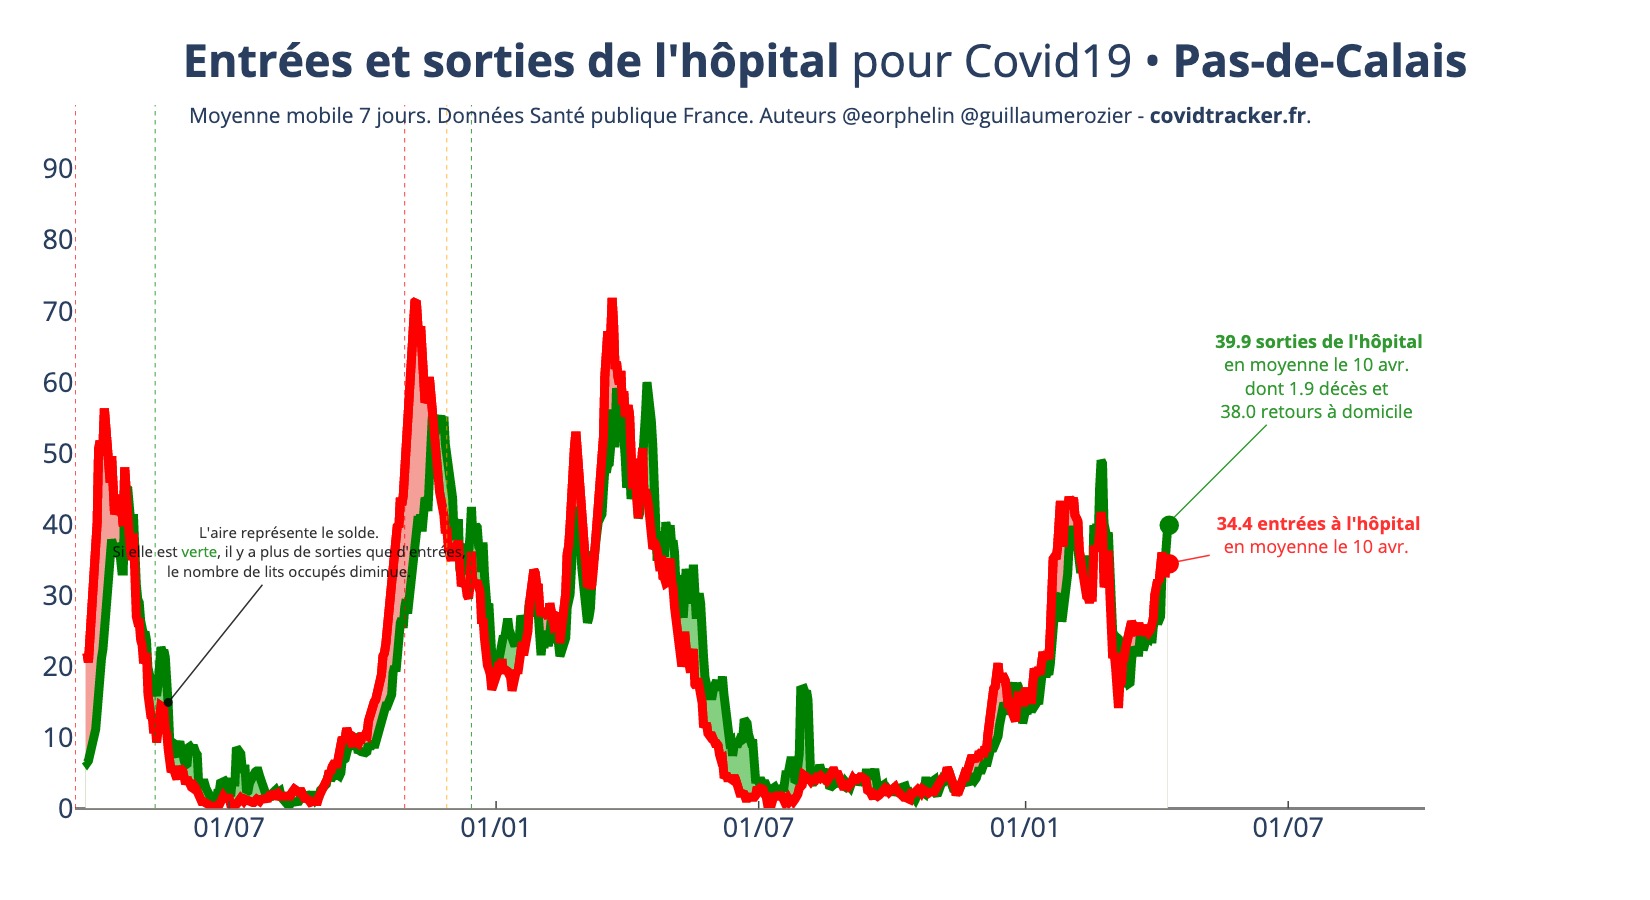 Entrées et sorties de l'hôpital pour Covid19 • Pas-de-Calais
Moyenne mobile 7 jours. Données Santé publique France. Auteurs @eorphelin @guillaumerozier - covidtracker.fr.
90
80
70
60
50
40
30
20
10
0
L'aire représente le solde.
Si elle est verte, il y a plus de sorties que d'entrées,
le nombre de lits occupés diminue.
39.9 sorties de l'hôpital
en moyenne le 10 avr.
dont 1.9 décès et
38.0 retours à domicile
34.4 entrées à l'hôpital
en moyenne le 10 avr.
01/07
01/01
01/07
01/01
01/07